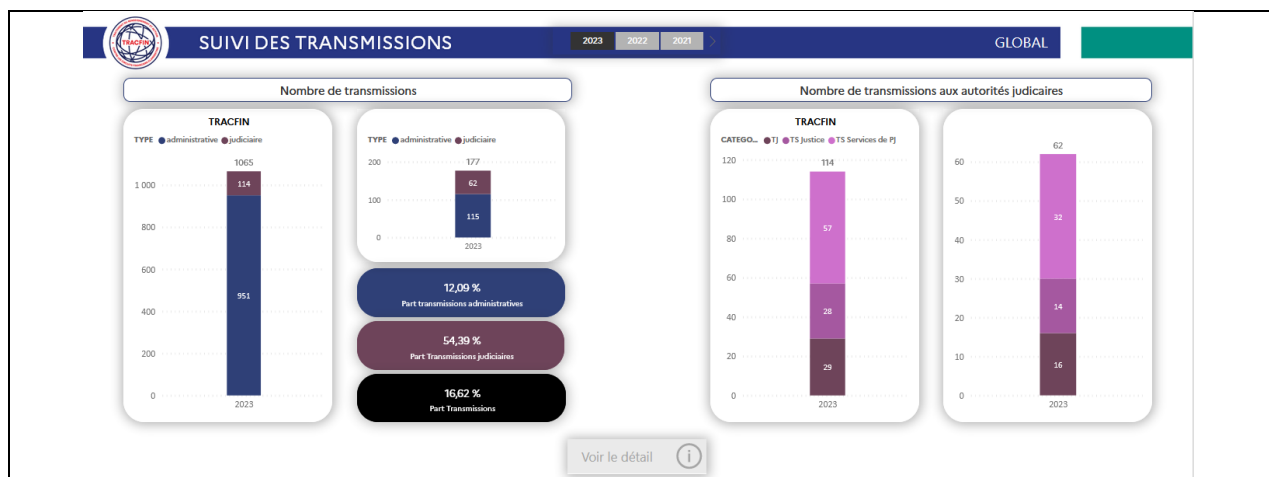 TRACFIN
SUIVI DES TRANSMISSIONS
2023 2022 2021
GLOBAL
Nombre de transmissions
TRACFIN
TYPE administrative judiciaire
1065
1 000
800
600
400
200
0
114
951
2023
TYPE administrative judiciaire
200
100
0
177
62
115
2023
12,09 %
Part transmissions administratives
54,39 %
Part Transmissions judiciaires
16,62 %
Part Transmissions
Nombre de transmissions aux autorités judicaires
TRACFIN
CATEGO... TJ TS Justice TS Services de PJ
120
100
80
60
40
20
0
114
57
28
29
2023
60
50
40
30
20
10
0
62
32
14
16
2023
Voir le détail